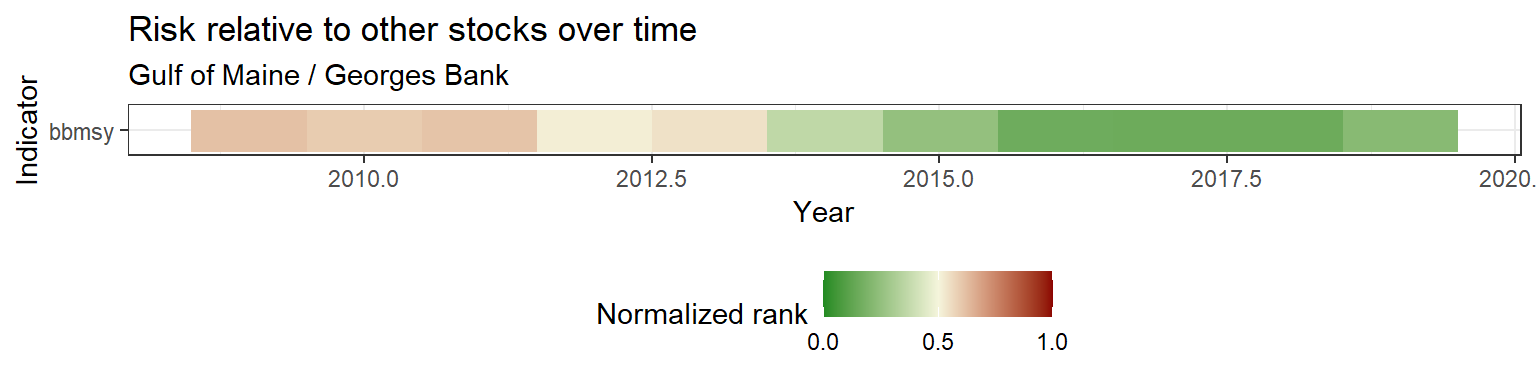 Risk relative to other stocks over time
Gulf of Maine / Georges Bank
Indicator
bbmsy
2010.0 2012.5 2015.0 2017.5 2020.
Year
Normalized rank
0.0 0.5 1.0